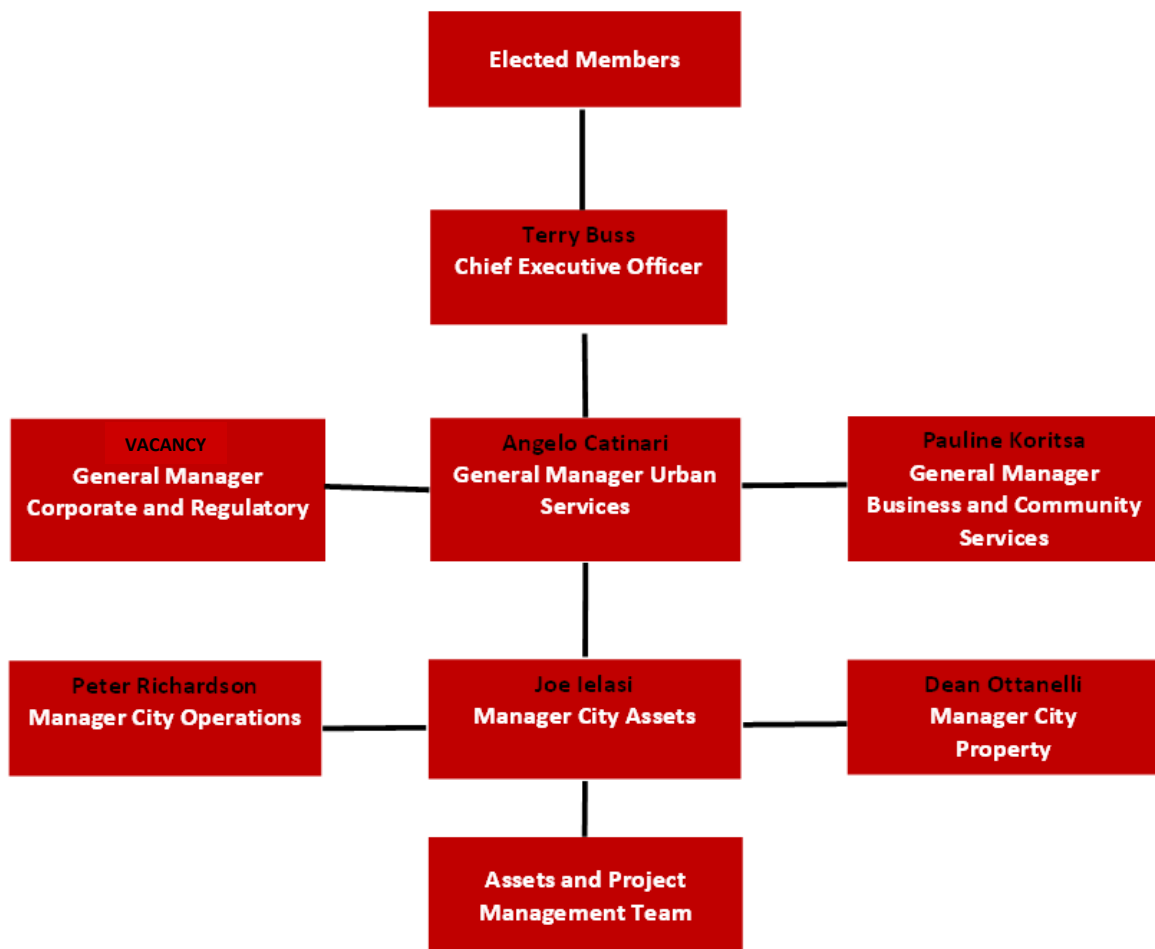 Elected Members
Terry Buss
Chief Executive Officer
VACANCY
General Manager
Corporate and Regulatory
Angelo Catinari
General Manager Urban
Services
Pauline Koritsa
General Manager
Business and Community
Services
Peter Richardson
Manager City Operations
Joe Ielasi
Manager City Assets
Dean Ottanelli
Manager City
Property
Assets and Project
Management Team